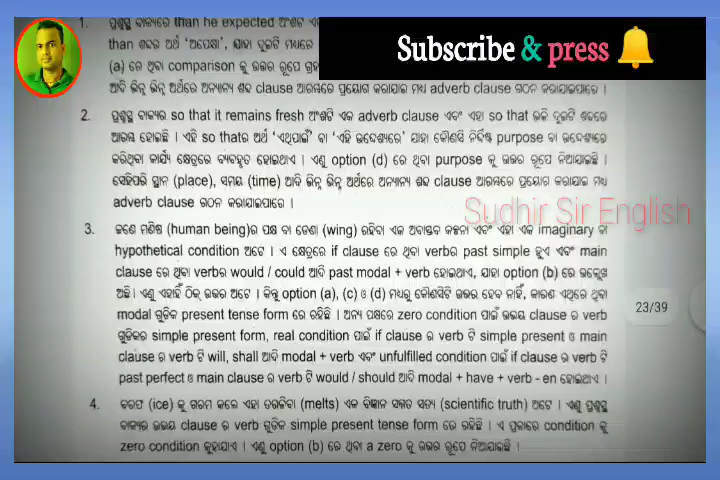 Subscribe & press
1. ପ୍ରଶ୍ନସ୍ଥ ବାକ୍ୟରେ than he expected ଅଂଶଟି
than ଶବ୍ଦର ଅର୍ଥ 'ଅପେକ୍ଷା', ଯାହା ଦୁଇଟି ମଧ୍ୟରେ
(a) ରେ ଥିବା comparison କୁ ଉତ୍ତର ରୂପେ
ଆଦି ଭିନ୍ନ ଭିନ୍ନ ଅର୍ଥରେ ଅନ୍ୟାନ୍ୟ ଶବ୍ଦ clause ଆରମ୍ଭରେ ପ୍ରୟୋଗ କରାଯାଇ ମଧ୍ୟ adverb clause ଗଠନ କରାଯାଇପାରେ ।
2. ପ୍ରଶ୍ନସ୍ଥ ବାକ୍ୟର so that it remains fresh ଅଂଶଟି ଏକ adverb clause ଏବଂ ଏହା so that ଭଳି ଦୁଇଟି ଶବ୍ଦରେ
ଆରମ୍ଭ ହୋଇଛି । ଏହି so thatର ଅର୍ଥ 'ଏଥିପାଇଁ' ବା 'ଏହି ଉଦ୍ଦେଶ୍ୟରେ' ଯାହା କୌଣସି ନିର୍ଦ୍ଦିଷ୍ଟ purpose ବା ଉଦ୍ଦେଶ୍ୟରେ
କରିଥିବା କାର୍ଯ୍ୟ କ୍ଷେତ୍ରରେ ବ୍ୟବହୃତ ହୋଇଥାଏ । ଏଣୁ option (d) ରେ ଥିବା purpose କୁ ଉତ୍ତର ରୂପେ ନିଆଯାଇଛି ।
ସେହିପରି ସ୍ଥାନ (place), ସମୟ (time) ଆଦି ଭିନ୍ନ ଭିନ୍ନ ଅର୍ଥରେ ଅନ୍ୟାନ୍ୟ ଶବ୍ଦ clause ଆରମ୍ଭରେ ପ୍ରୟୋଗ କରାଯାଇ ମଧ୍ୟ
adverb clause ଗଠନ କରାଯାଇପାରେ ।
Sudhir Sir English
3. ଜଣେ ମଣିଷ (human being)ର ପକ୍ଷ ବା ଡେଣା (wing) ରହିବା ଏକ ଅବାସ୍ତବ କଳ୍ପନା ଏବଂ ଏହା ଏକ imaginary ବା
hypothetical condition ଅଟେ । ଏ କ୍ଷେତ୍ରରେ if clause ରେ ଥିବା verbର past simple ହୁଏ ଏବଂ main
clause ରେ ଥିବା verbର would / could ଆଦି past modal + verb ହୋଇଥାଏ, ଯାହା option (b) ରେ ଉଲ୍ଲେଖ
ଅଛି । ଏଣୁ ଏହାହିଁ ଠିକ୍ ଉତ୍ତର ଅଟେ । କିନ୍ତୁ option (a), (c) ଓ (d) ମଧ୍ୟରୁ କୌଣସିଟି ଉତ୍ତର ହେବ ନାହିଁ, କାରଣ ଏଥିରେ ଥିବା
modal ଗୁଡ଼ିକ present tense form ରେ ରହିଛି । ଅନ୍ୟ ପକ୍ଷରେ zero condition ପାଇଁ ଉଭୟ clause ର verb
ଗୁଡ଼ିକର simple present form, real condition ପାଇଁ if clause ର verb ଟି simple present ଓ main
clause ର verb ଟି will, shall ଆଦି modal + verb ଏବଂ unfulfilled condition ପାଇଁ if clause ର verb ଟି
past perfect ଓ main clause ର verb ଟି would / should ଆଦି modal + have + verb - en ହୋଇଥାଏ ।
23/39
4. ବରଫ (ice) କୁ ଗରମ କଲେ ଏହା ତରଳିବା (melts) ଏକ ବିଜ୍ଞାନ ସମ୍ମତ ସତ୍ୟ (scientific truth) ଅଟେ । ଏଣୁ ପ୍ରଶ୍ନସ୍ଥ
ବାକ୍ୟର ଉଭୟ clause ର verb ଗୁଡ଼ିକ simple present tense form ରେ ରହିଛି । ଏ ପ୍ରକାରେ condition କୁ
zero condition କୁହାଯାଏ । ଏଣୁ option (b) ରେ ଥିବା a zero କୁ ଉତ୍ତର ରୂପେ ନିଆଯାଇଛି ।